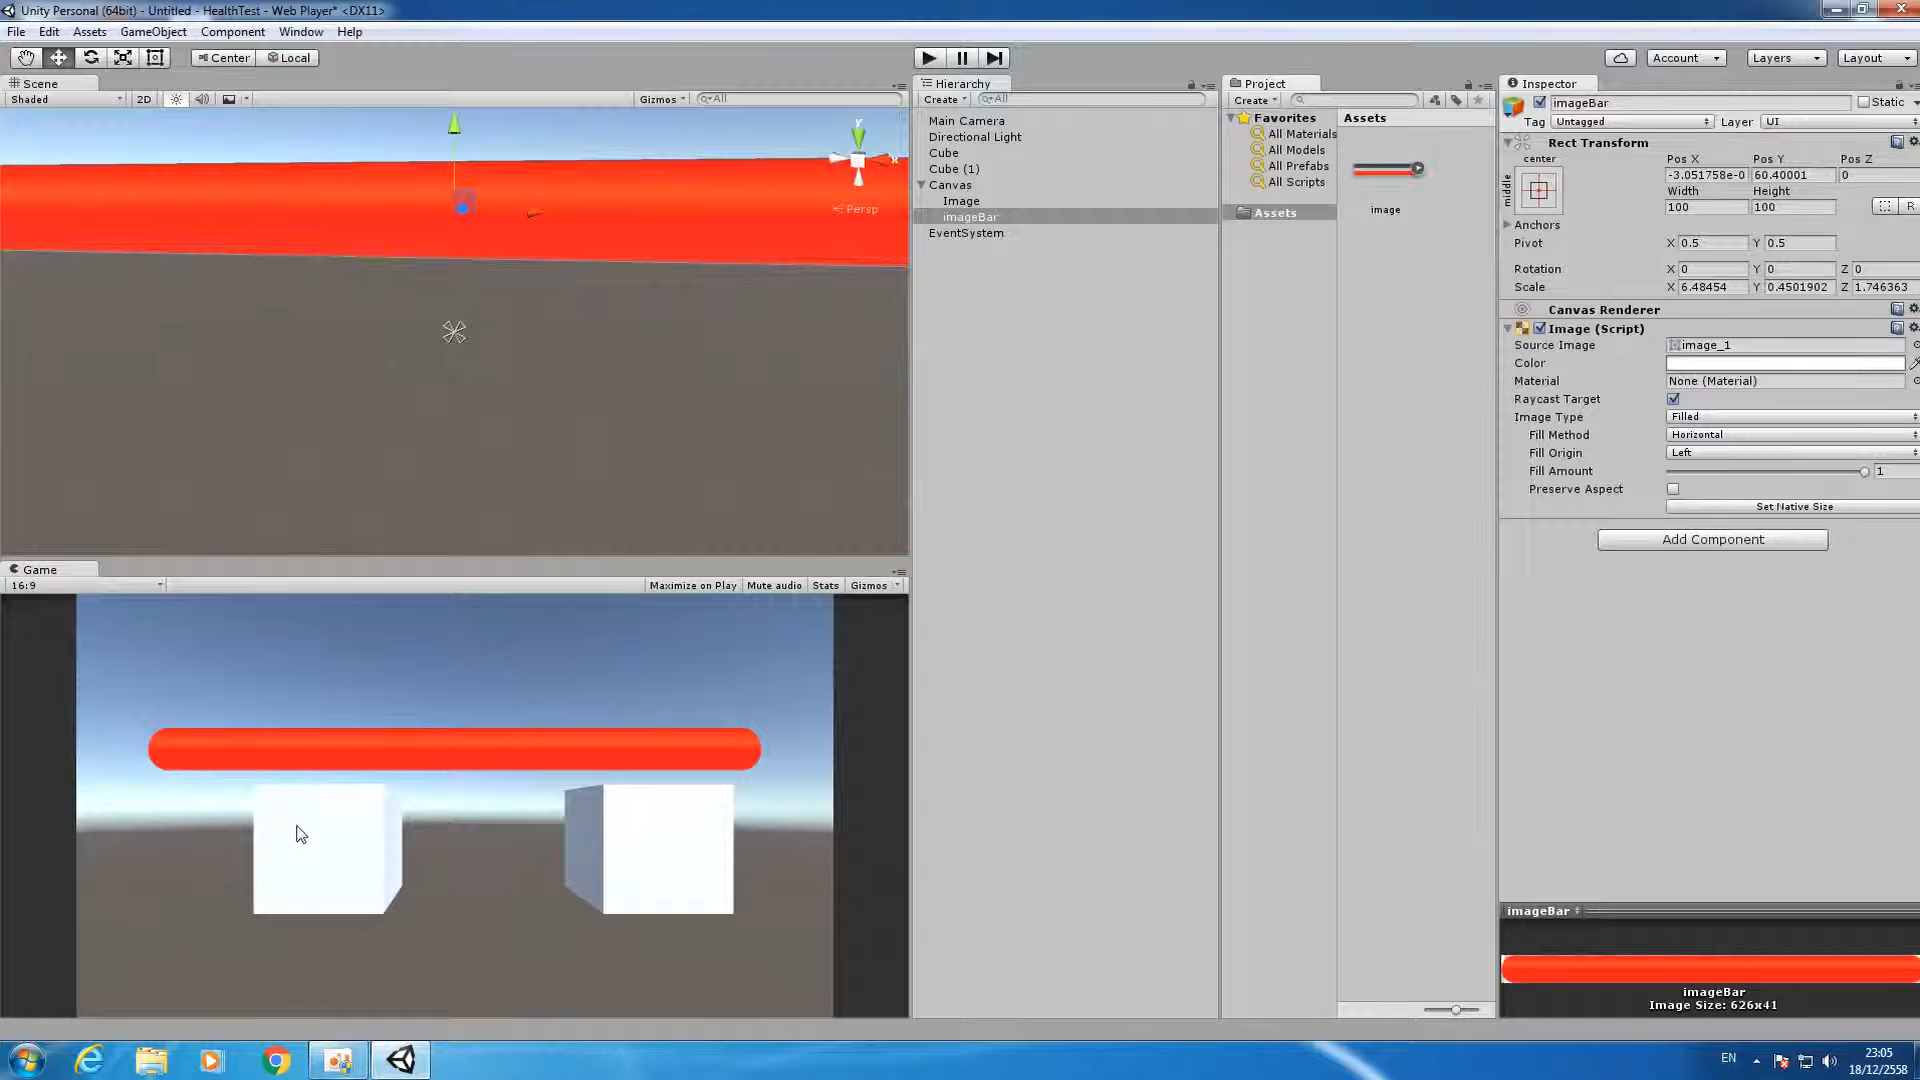 Unity Personal (64bit) - Untitled - HealthTest - Web Player* <DX11>
File Edit Assets GameObject Component Window Help
Center Local Account Layers Layout
Scene
Shaded 2D Gizmos All
y
x
Persp
Game
16:9 Maximize on Play Mute audio Stats Gizmos
Hierarchy
Create All
Main Camera
Directional Light
Cube
Cube (1)
Canvas
Image
imageBar
EventSystem
Project
Create
Favorites
All Materials
All Models
All Prefabs
All Scripts
Assets
Assets
image
Inspector
imageBar Static
Tag Untagged Layer UI
Rect Transform
center
middle
Pos X Pos Y Pos Z
-3.051758e-0 60.40001 0
Width Height
100 100 R
Anchors
Pivot X 0.5 Y 0.5
Rotation X 0 Y 0 Z 0
Scale X 6.48454 Y 0.4501902 Z 1.746363
Canvas Renderer
Image (Script)
Source Image image_1
Color
Material None (Material)
Raycast Target
Image Type Filled
Fill Method Horizontal
Fill Origin Left
Fill Amount 1
Preserve Aspect
Set Native Size
Add Component
imageBar
imageBar
Image Size: 626x41
EN
23:05
18/12/2558